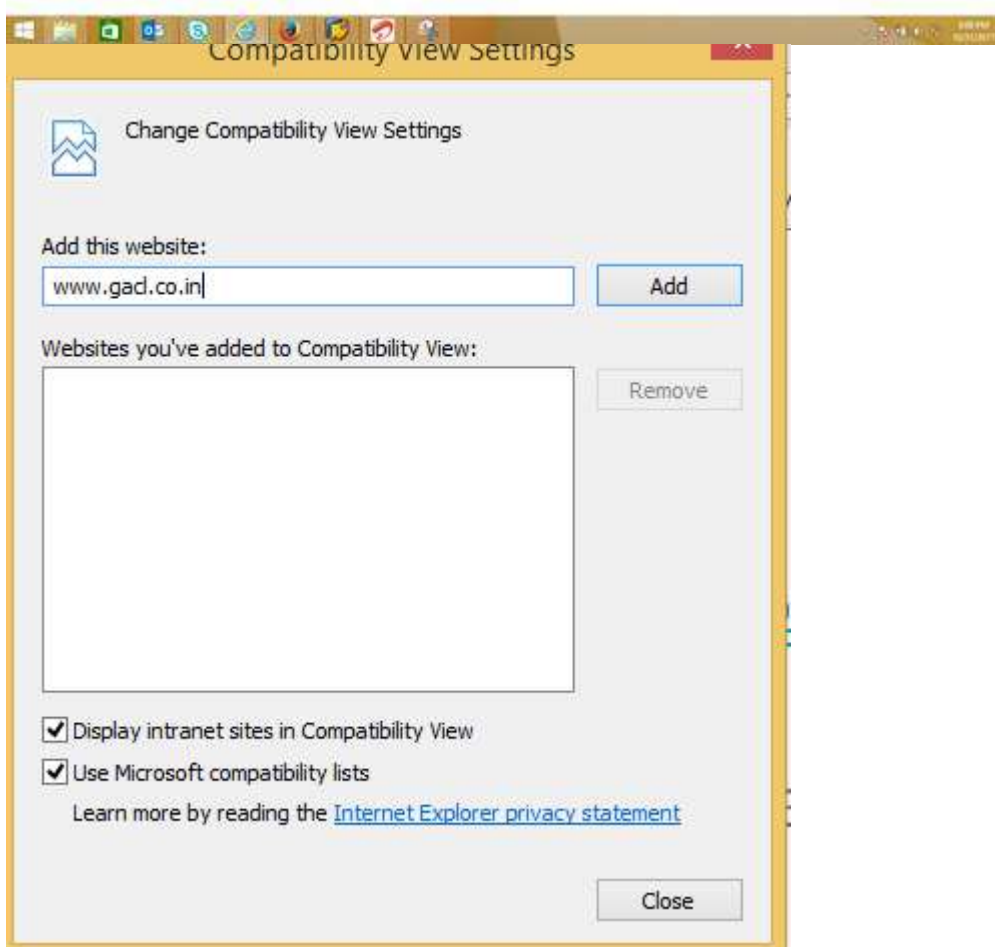 Compatibility View Settings
Change Compatibility View Settings
Add this website:
www.gacl.co.in
Add
Websites you've added to Compatibility View:
Remove
Display intranet sites in Compatibility View
Use Microsoft compatibility lists
Learn more by reading the Internet Explorer privacy statement
Close